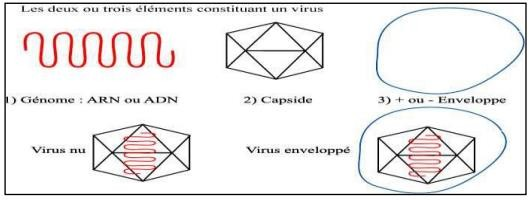 Les deux ou trois éléments constituant un virus
1) Génome : ARN ou ADN
2) Capside
3) + ou - Enveloppe
Virus nu
Virus enveloppé